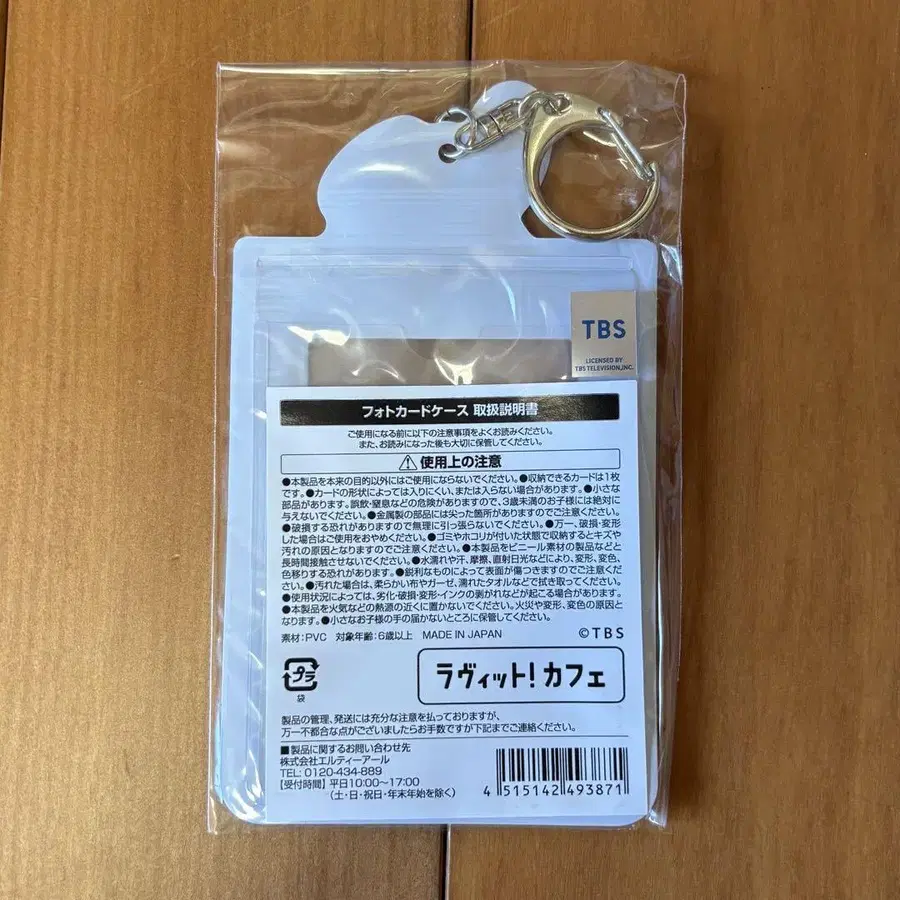 TBS
LICENSED BY
TBS TELEVISION,INC.
フォトカードケース 取扱説明書
ご使用になる前に以下の注意事項をよくお読みください。
また、お読みになった後も大切に保管してください。
使用上の注意
●本製品を本来の目的以外にはご使用にならないでください。●収納できるカードは1枚
です。●カードの形状によっては入りにくい、または入らない場合があります。●小さな
部品があります。誤飲・窒息などの危険がありますので、3歳未満のお子様には絶対に
与えないでください。●金属製の部品には尖った箇所がありますのでご注意ください。
●破損する恐れがありますので無理に引っ張らないでください。●万一、破損・変形
した場合はご使用をおやめください。●ゴミやホコリが付いた状態で収納するとキズや
汚れの原因となりますのでご注意ください。●本製品をビニール素材の製品などと
長時間接触させないでください。●水濡れや汗、摩擦、直射日光などにより、変形、変色、
色移りする恐れがあります。●鋭利なものによって表面が傷つきますのでご注意くださ
い。●汚れた場合は、柔らかい布やガーゼ、濡れたタオルなどで拭き取ってください。
●使用状況によっては、劣化・破損・変形・インクの剥がれなどが起こる場合があります。
●本製品を火気などの熱源の近くに置かないでください。火災や変形、変色の原因と
なります。●小さなお子様の手の届かないところに保管してください。
素材:PVC 対象年齢:6歳以上 MADE IN JAPAN ©TBS
プラ
袋
ラヴィット!カフェ
製品の管理、発送には充分な注意を払っておりますが、
万一不都合な点がございましたらお手数ですが下記までご連絡ください。
■製品に関するお問い合わせ先
株式会社エルティーアール
TEL: 0120-434-889
【受付時間】平日10:00〜17:00
(土・日・祝日・年末年始を除く)
4 515142 493871